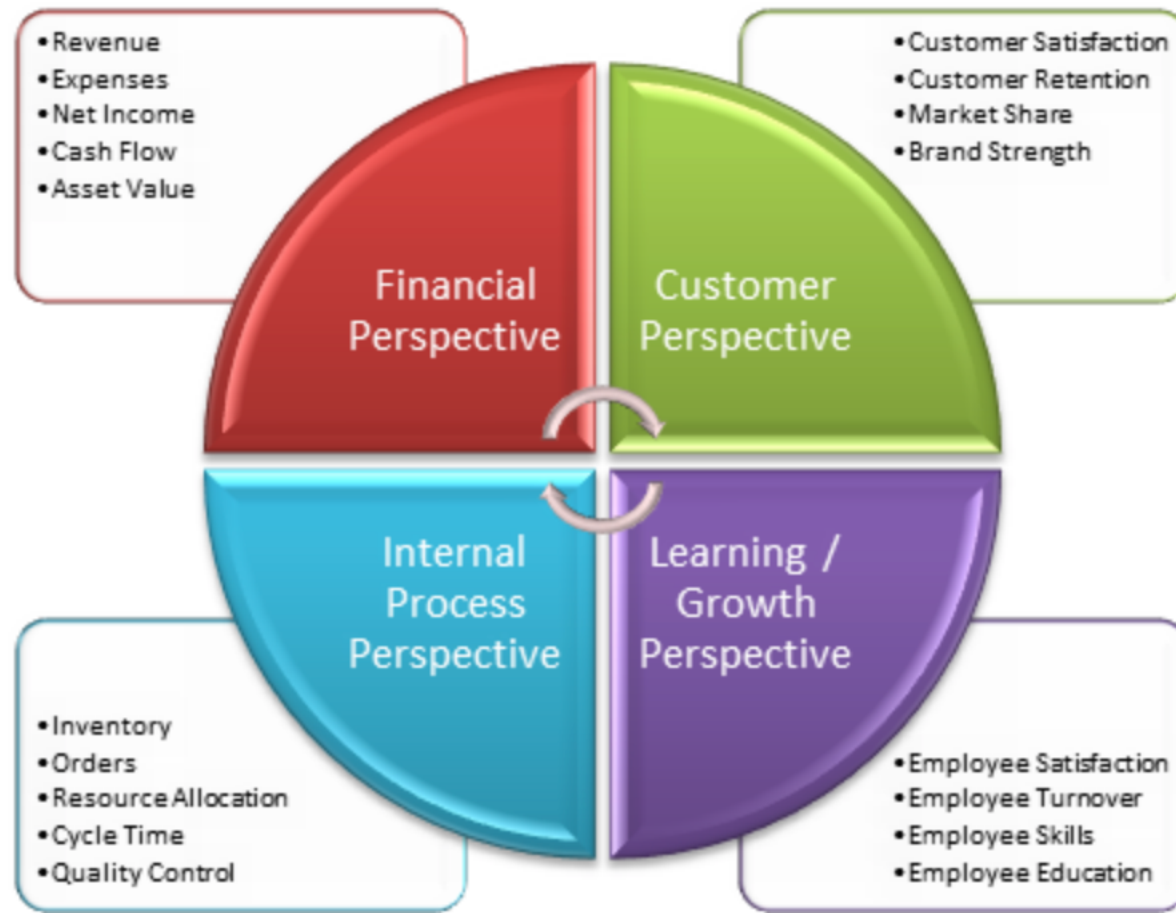 • Revenue
• Expenses
• Net Income
• Cash Flow
• Asset Value
• Customer Satisfaction
• Customer Retention
• Market Share
• Brand Strength
Financial
Perspective
Customer
Perspective
Internal
Process
Perspective
Learning /
Growth
Perspective
• Inventory
• Orders
• Resource Allocation
• Cycle Time
• Quality Control
• Employee Satisfaction
• Employee Turnover
• Employee Skills
• Employee Education